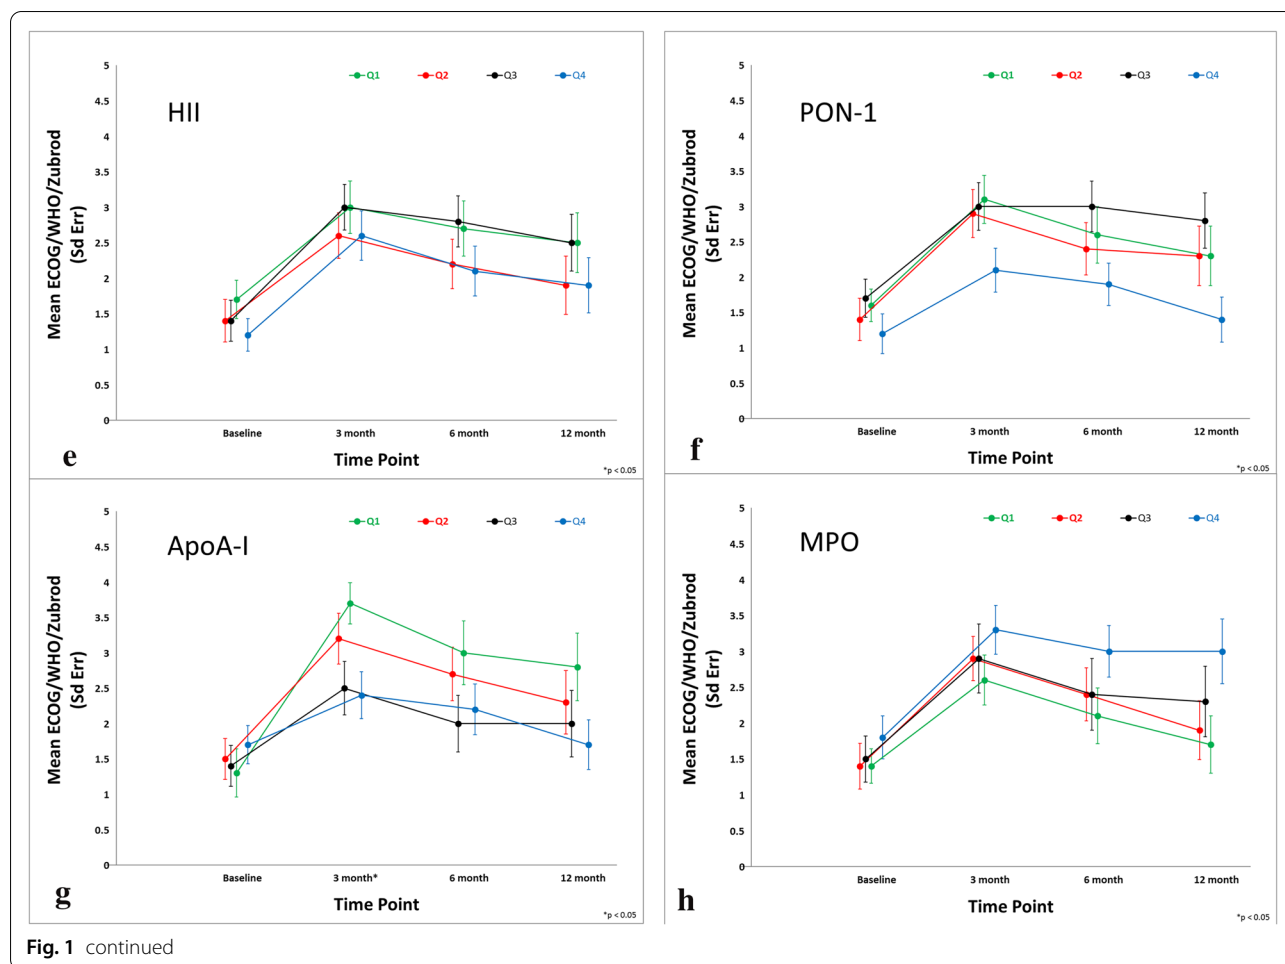 Q1 Q2 Q3 Q4
HII
Mean ECOG/WHO/Zubrod
(Sd Err)
5
4.5
4
3.5
3
2.5
2
1.5
1
0.5
0
Baseline 3 month 6 month 12 month
Time Point
e
*p < 0.05
Q1 Q2 Q3 Q4
PON-1
Mean ECOG/WHO/Zubrod
(Sd Err)
5
4.5
4
3.5
3
2.5
2
1.5
1
0.5
0
Baseline 3 month 6 month 12 month
Time Point
f
*p < 0.05
Q1 Q2 Q3 Q4
ApoA-I
Mean ECOG/WHO/Zubrod
(Sd Err)
5
4.5
4
3.5
3
2.5
2
1.5
1
0.5
0
Baseline 3 month* 6 month 12 month
Time Point
g
*p < 0.05
Q1 Q2 Q3 Q4
MPO
Mean ECOG/WHO/Zubrod
(Sd Err)
5
4.5
4
3.5
3
2.5
2
1.5
1
0.5
0
Baseline 3 month 6 month 12 month
Time Point
h
*p < 0.05
Fig. 1 continued